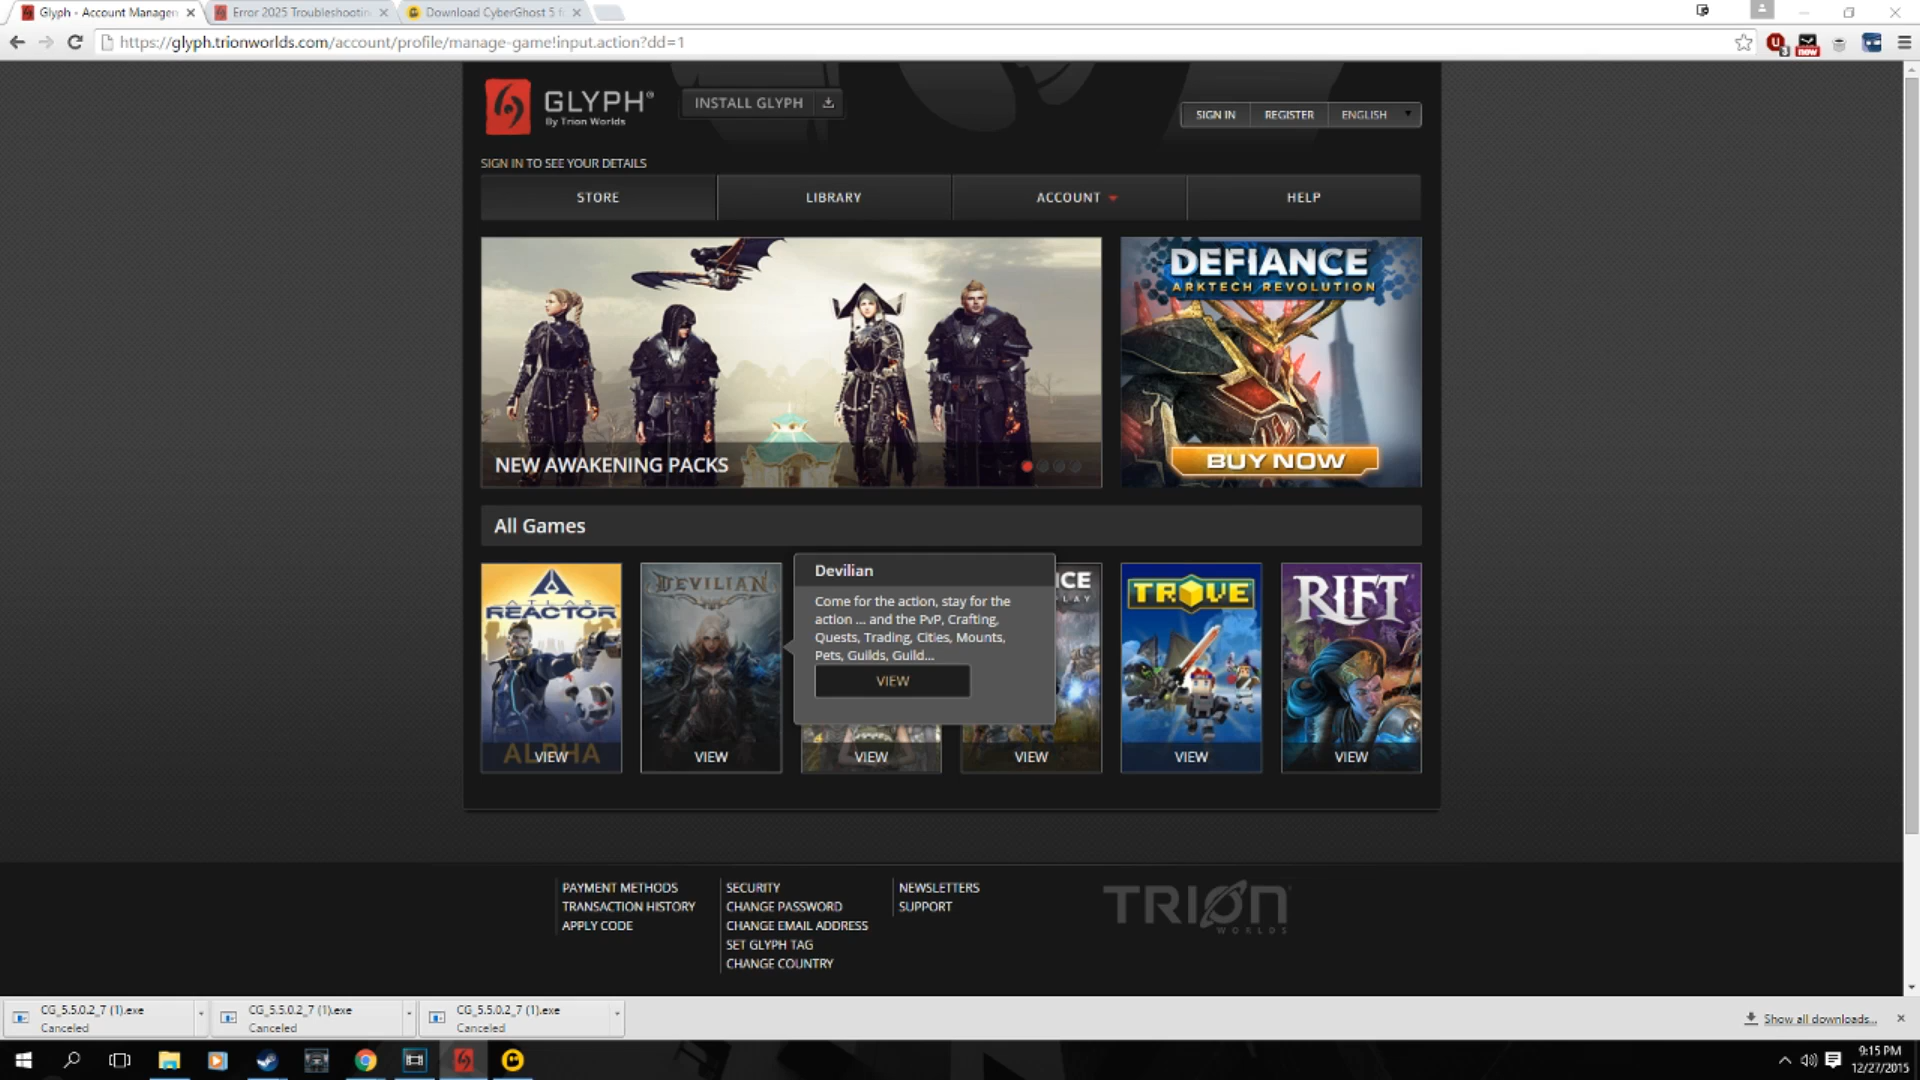 Glyph - Account Managen
Error 2025 Troubleshootin
Download CyberGhost 5 f
https://glyph.trionworlds.com/account/profile/manage-game!input.action?dd=1
GLYPH
By Trion Worlds
INSTALL GLYPH
SIGN IN
REGISTER
ENGLISH
SIGN IN TO SEE YOUR DETAILS
STORE
LIBRARY
ACCOUNT
HELP
NEW AWAKENING PACKS
DEFIANCE
ARKTECH REVOLUTION
BUY NOW
All Games
ATLAS
REACTOR
ALPHA
VIEW
DEVILIAN
VIEW
Devilian
Come for the action, stay for the
action ... and the PvP, Crafting,
Quests, Trading, Cities, Mounts,
Pets, Guilds, Guild...
VIEW
VIEW
ICE
LAY
VIEW
TROVE
VIEW
RIFT
VIEW
PAYMENT METHODS
TRANSACTION HISTORY
APPLY CODE
SECURITY
CHANGE PASSWORD
CHANGE EMAIL ADDRESS
SET GLYPH TAG
CHANGE COUNTRY
NEWSLETTERS
SUPPORT
TRION
WORLDS
CG_5.5.0.2_7 (1).exe
Canceled
CG_5.5.0.2_7 (1).exe
Canceled
CG_5.5.0.2_7 (1).exe
Canceled
Show all downloads...
9:15 PM
12/27/2015